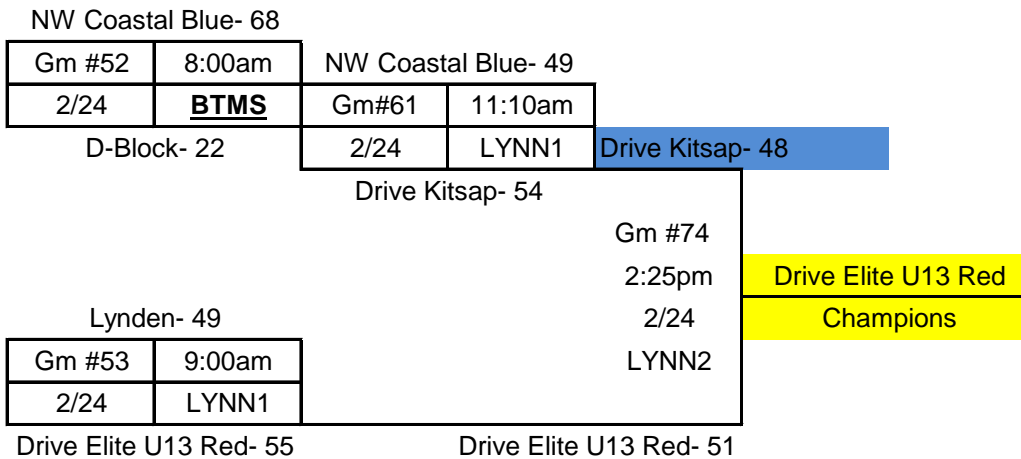 NW Coastal Blue- 68
Gm #52 8:00am NW Coastal Blue- 49
2/24 BTMS Gm#61 11:10am
D-Block- 22 2/24 LYNN1 Drive Kitsap- 48
Drive Kitsap- 54
Gm #74
2:25pm Drive Elite U13 Red
Lynden- 49 2/24 Champions
Gm #53 9:00am LYNN2
2/24 LYNN1
Drive Elite U13 Red- 55 Drive Elite U13 Red- 51